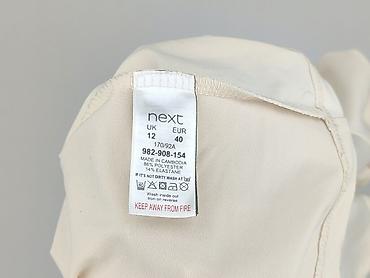 next
UK EUR
12 40
170/92A
982-908-154
MADE IN CAMBODIA
86% POLYESTER
14% ELASTANE
IF IT'S NOT DIRTY WASH AT
Wash inside out
Iron on reverse
KEEP AWAY FROM FIRE